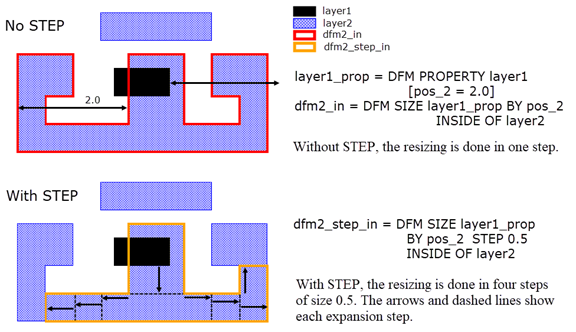 No STEP
layer1
layer2
dfm2_in
dfm2_step_in
2.0
layer1_prop = DFM PROPERTY layer1
[pos_2 = 2.0]
dfm2_in = DFM SIZE layer1_prop BY pos_2
INSIDE OF layer2
Without STEP, the resizing is done in one step.
With STEP
dfm2_step_in = DFM SIZE layer1_prop
BY pos_2 STEP 0.5
INSIDE OF layer2
With STEP, the resizing is done in four steps
of size 0.5. The arrows and dashed lines show
each expansion step.